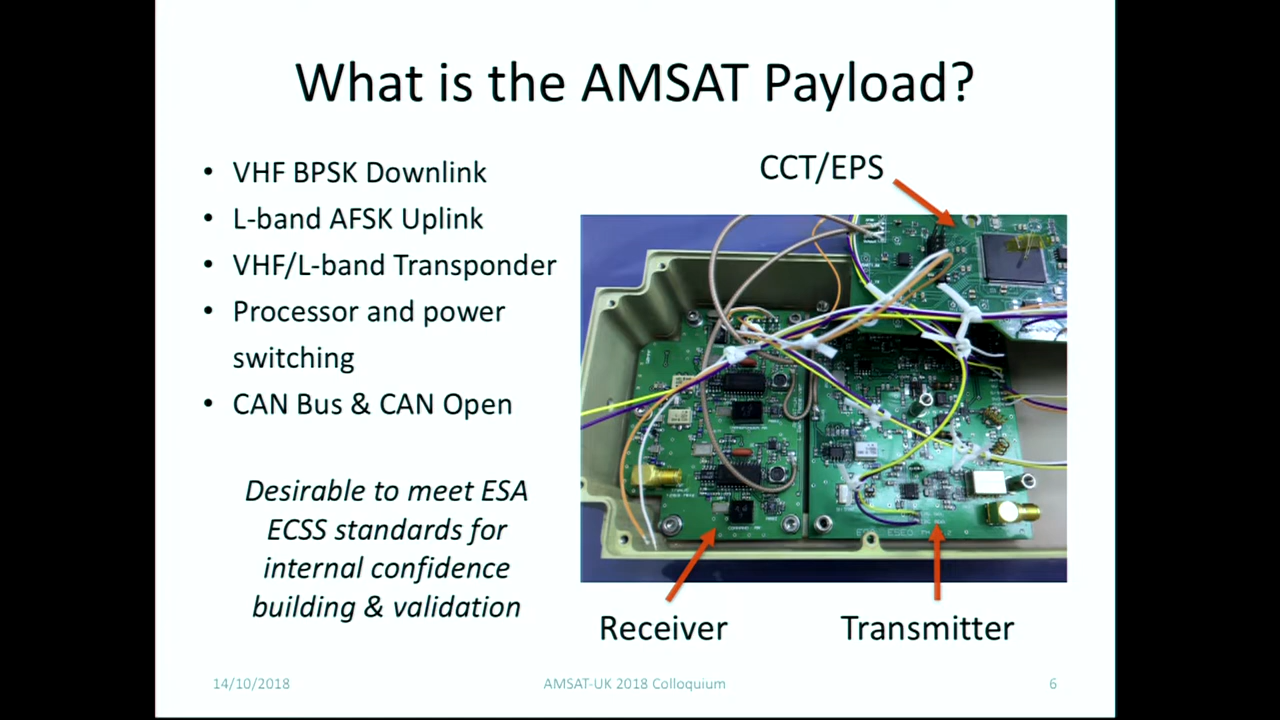 What is the AMSAT Payload?
• VHF BPSK Downlink
• L-band AFSK Uplink
• VHF/L-band Transponder
• Processor and power
switching
• CAN Bus & CAN Open
Desirable to meet ESA
ECSS standards for
internal confidence
building & validation
CCT/EPS
Receiver
Transmitter
14/10/2018
AMSAT-UK 2018 Colloquium
6